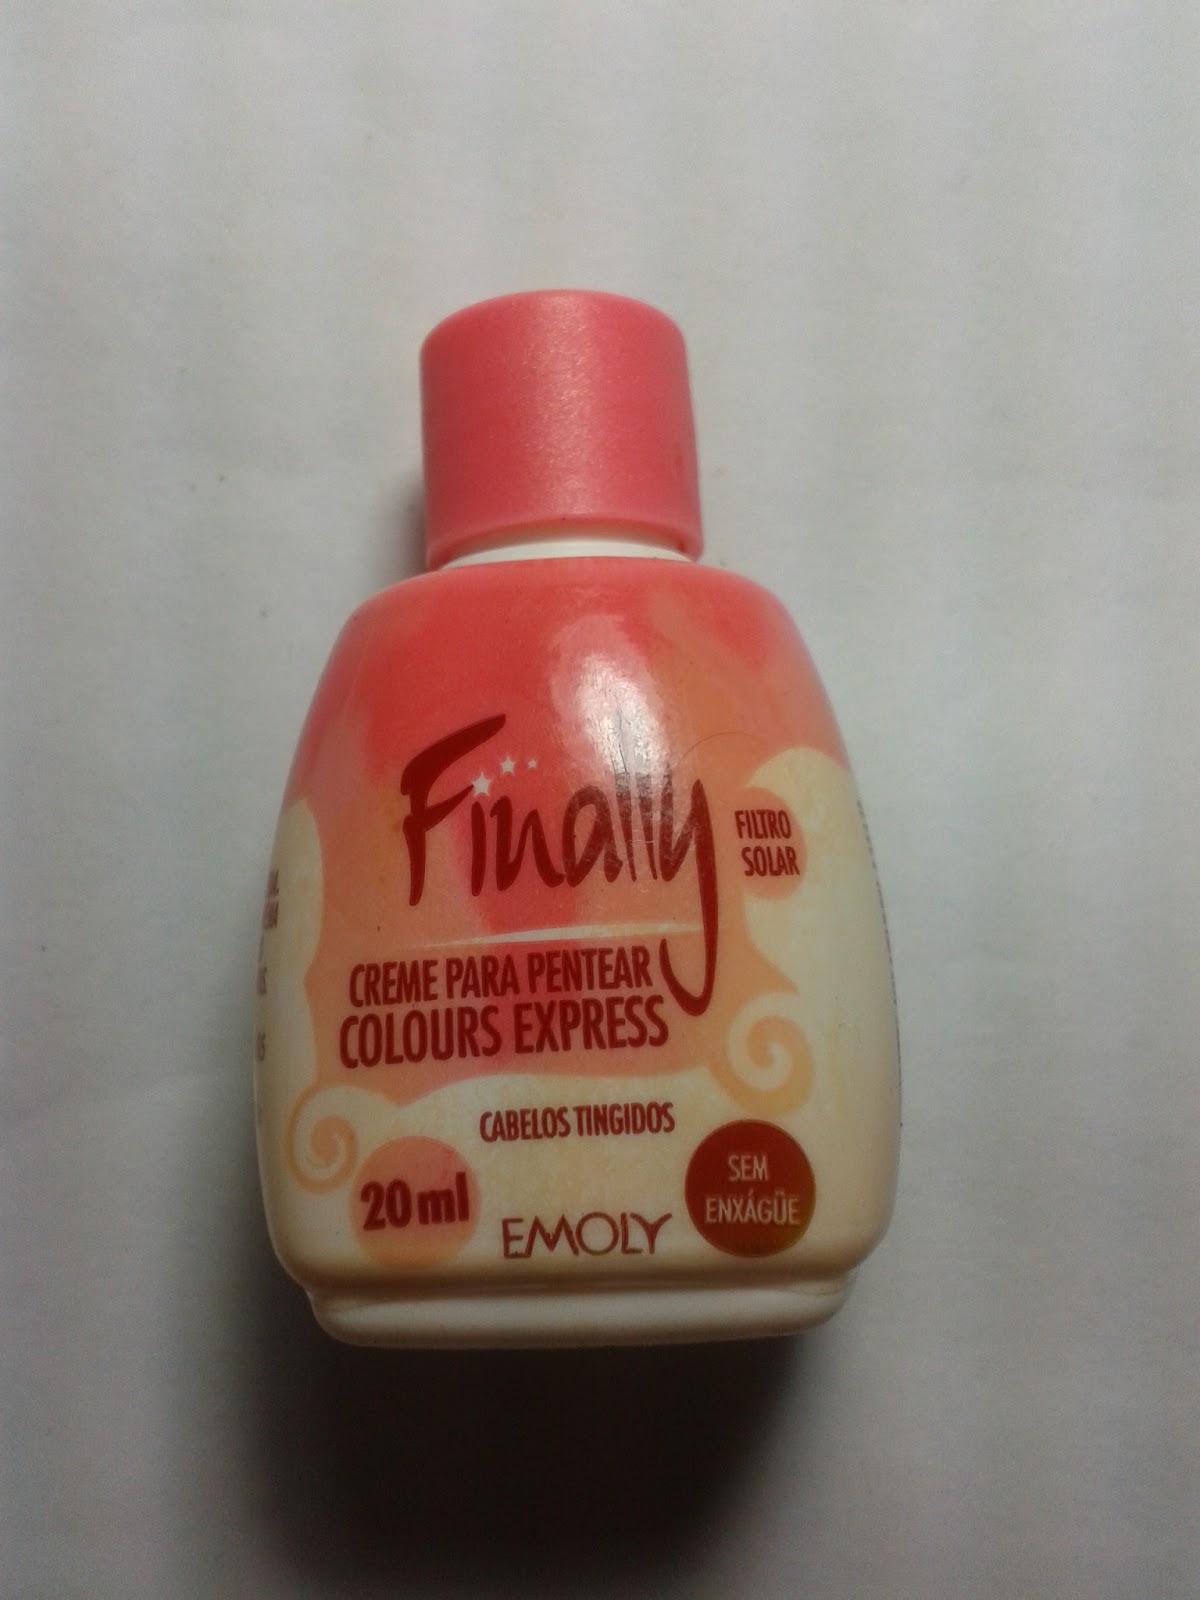 Finally
FILTRO
SOLAR
CREME PARA PENTEAR
COLOURS EXPRESS
CABELOS TINGIDOS
20 ml
EMOLY
SEM
ENXÁGÜE